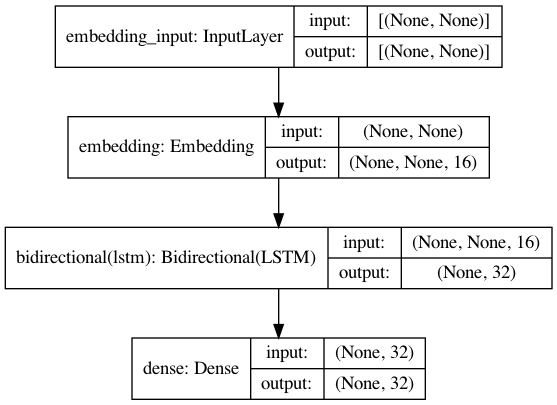 embedding_input: InputLayer
input: [(None, None)]
output: [(None, None)]
embedding: Embedding
input: (None, None)
output: (None, None, 16)
bidirectional(lstm): Bidirectional(LSTM)
input: (None, None, 16)
output: (None, 32)
dense: Dense
input: (None, 32)
output: (None, 32)